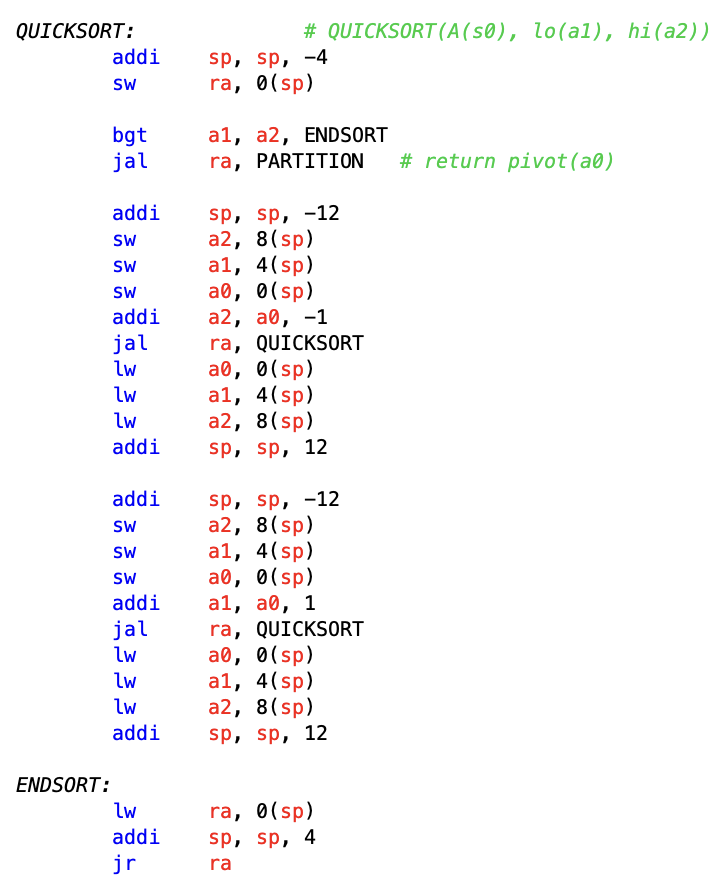 QUICKSORT: # QUICKSORT(A(s0), lo(a1), hi(a2))
addi sp, sp, -4
sw ra, 0(sp)
bgt a1, a2, ENDSORT
jal ra, PARTITION # return pivot(a0)
addi sp, sp, -12
sw a2, 8(sp)
sw a1, 4(sp)
sw a0, 0(sp)
addi a2, a0, -1
jal ra, QUICKSORT
lw a0, 0(sp)
lw a1, 4(sp)
lw a2, 8(sp)
addi sp, sp, 12
addi sp, sp, -12
sw a2, 8(sp)
sw a1, 4(sp)
sw a0, 0(sp)
addi a1, a0, 1
jal ra, QUICKSORT
lw a0, 0(sp)
lw a1, 4(sp)
lw a2, 8(sp)
addi sp, sp, 12
ENDSORT:
lw ra, 0(sp)
addi sp, sp, 4
jr ra